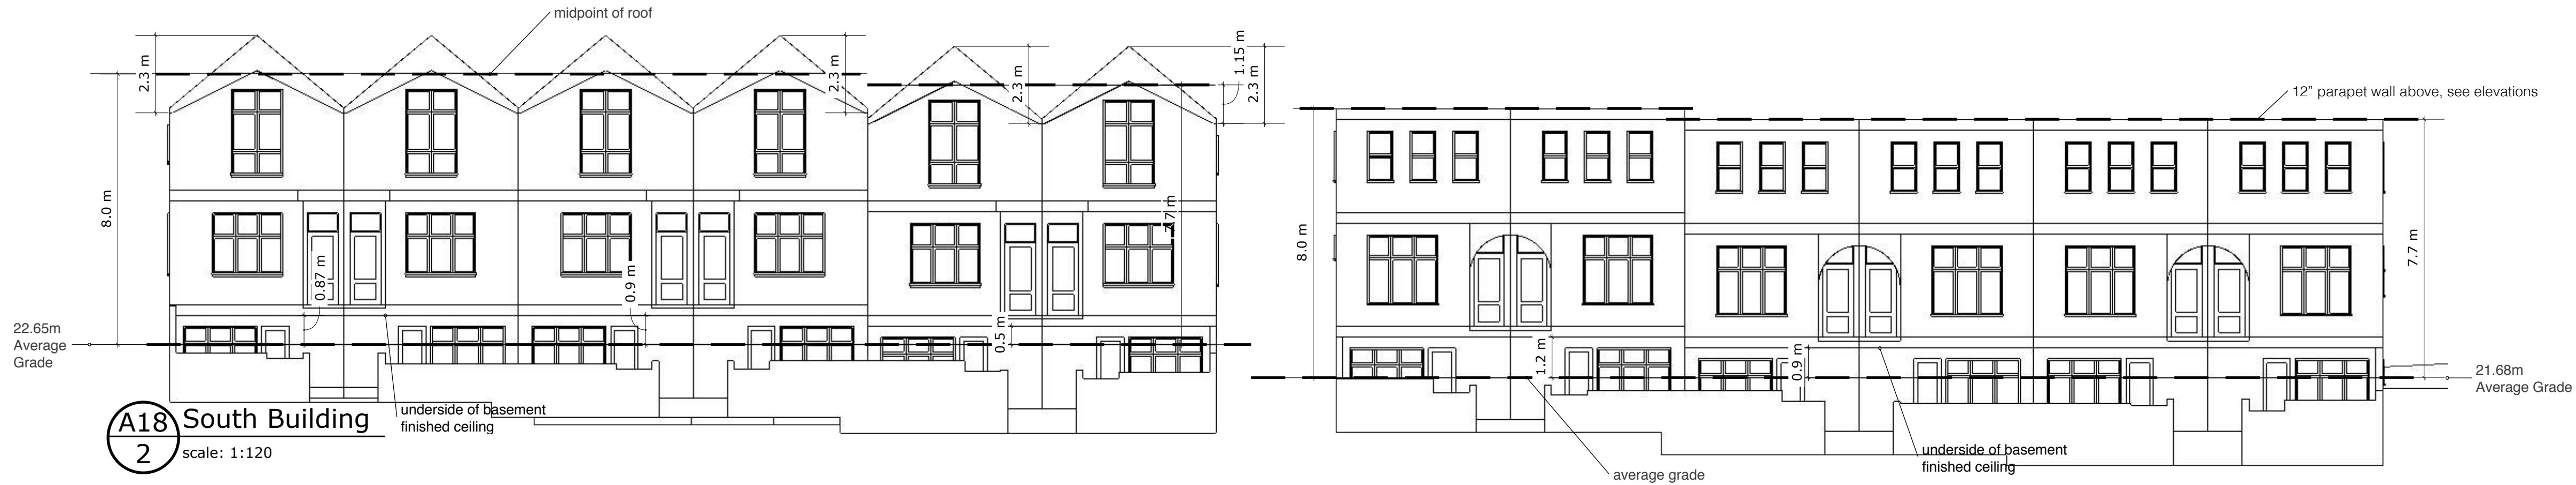 midpoint of roof
2.3 m
2.3 m
2.3 m
1.15 m
2.3 m
12” parapet wall above, see elevations
8.0 m
7.7 m
8.0 m
7.7 m
0.87 m
0.9 m
0.5 m
1.2 m
0.9 m
22.65m
Average
Grade
21.68m
Average Grade
A18
2
South Building
scale: 1:120
underside of basement
finished ceiling
average grade
underside of basement
finished ceiling